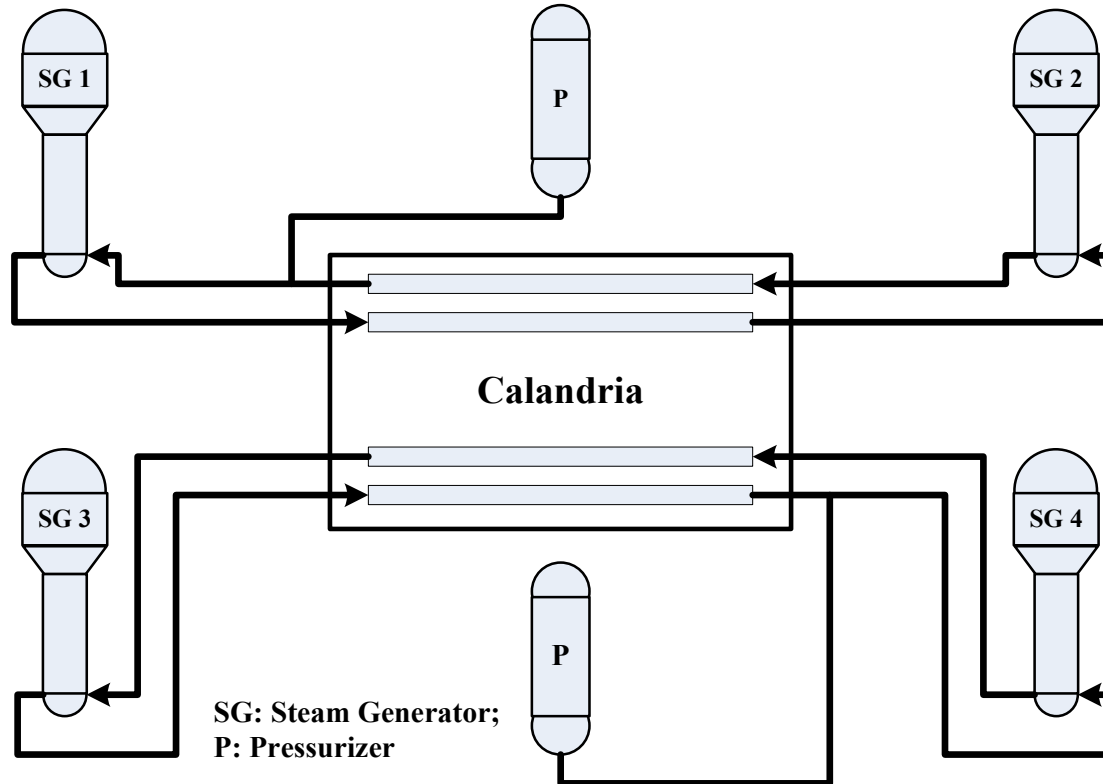 SG 1
P
SG 2
Calandria
SG 3
SG 4
P
SG: Steam Generator;
P: Pressurizer